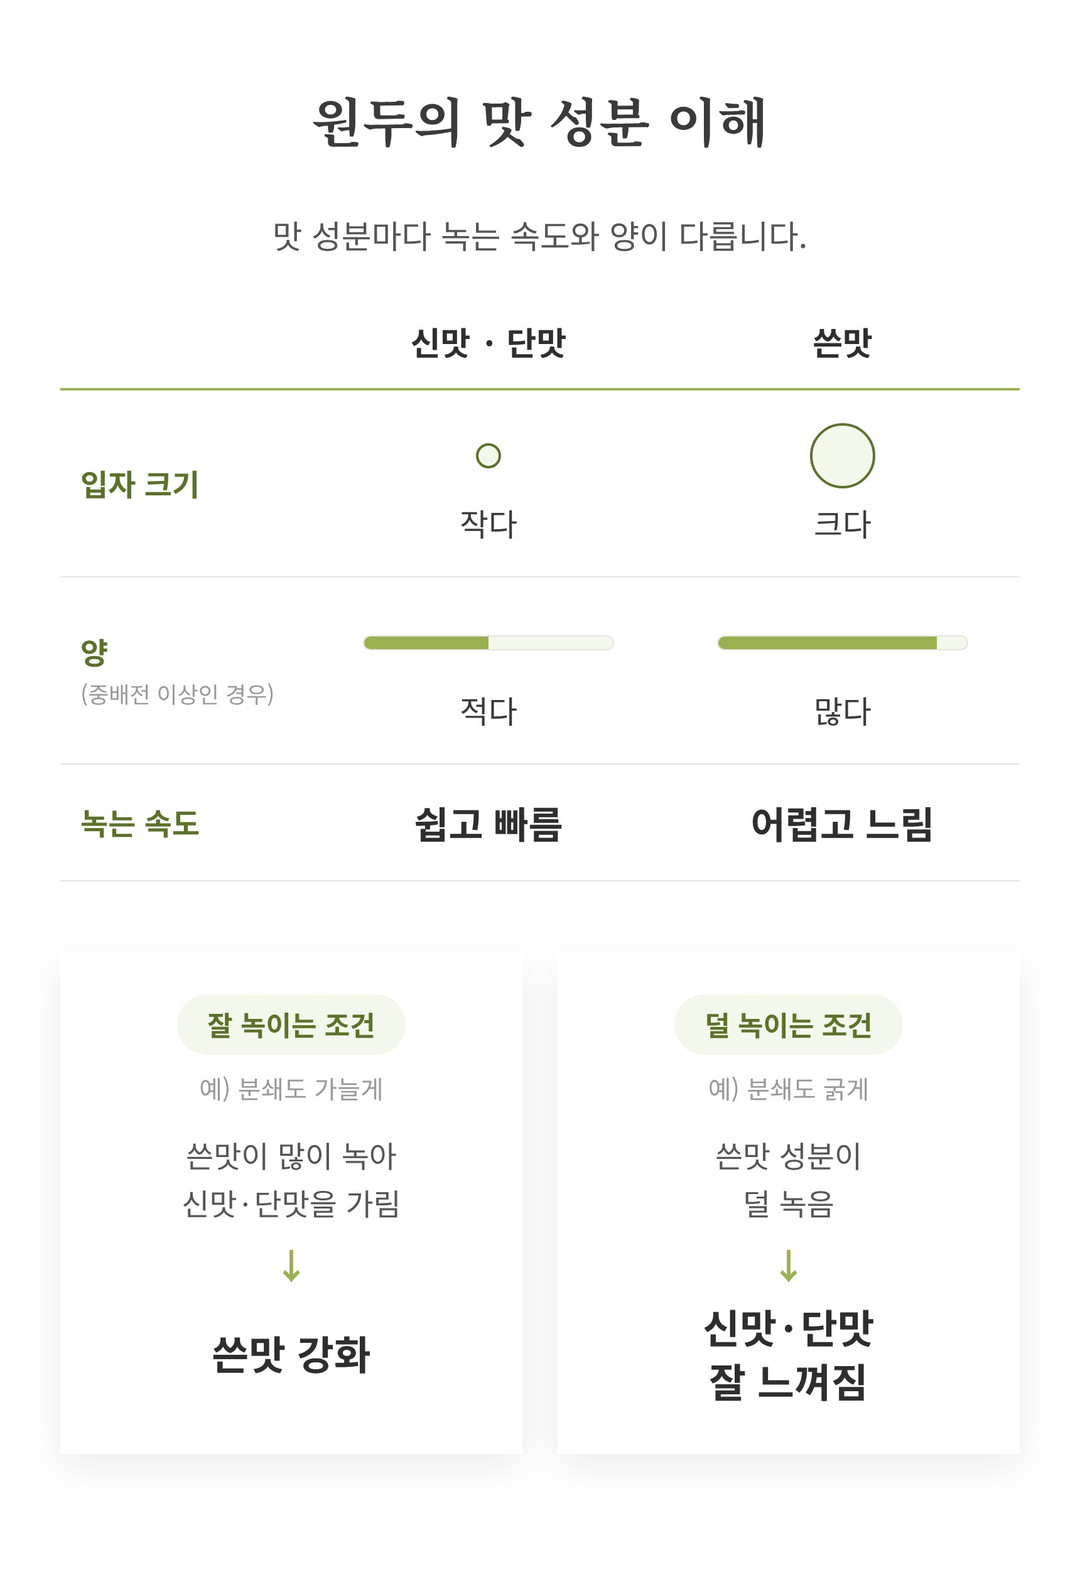 원두의 맛 성분 이해
맛 성분마다 녹는 속도와 양이 다릅니다.
신맛 · 단맛
쓴맛
입자 크기
작다
크다
양
(중배전 이상인 경우)
적다
많다
녹는 속도
쉽고 빠름
어렵고 느림
잘 녹이는 조건
예) 분쇄도 가늘게
쓴맛이 많이 녹아
신맛·단맛을 가림
↓
쓴맛 강화
덜 녹이는 조건
예) 분쇄도 굵게
쓴맛 성분이
덜 녹음
↓
신맛·단맛
잘 느껴짐